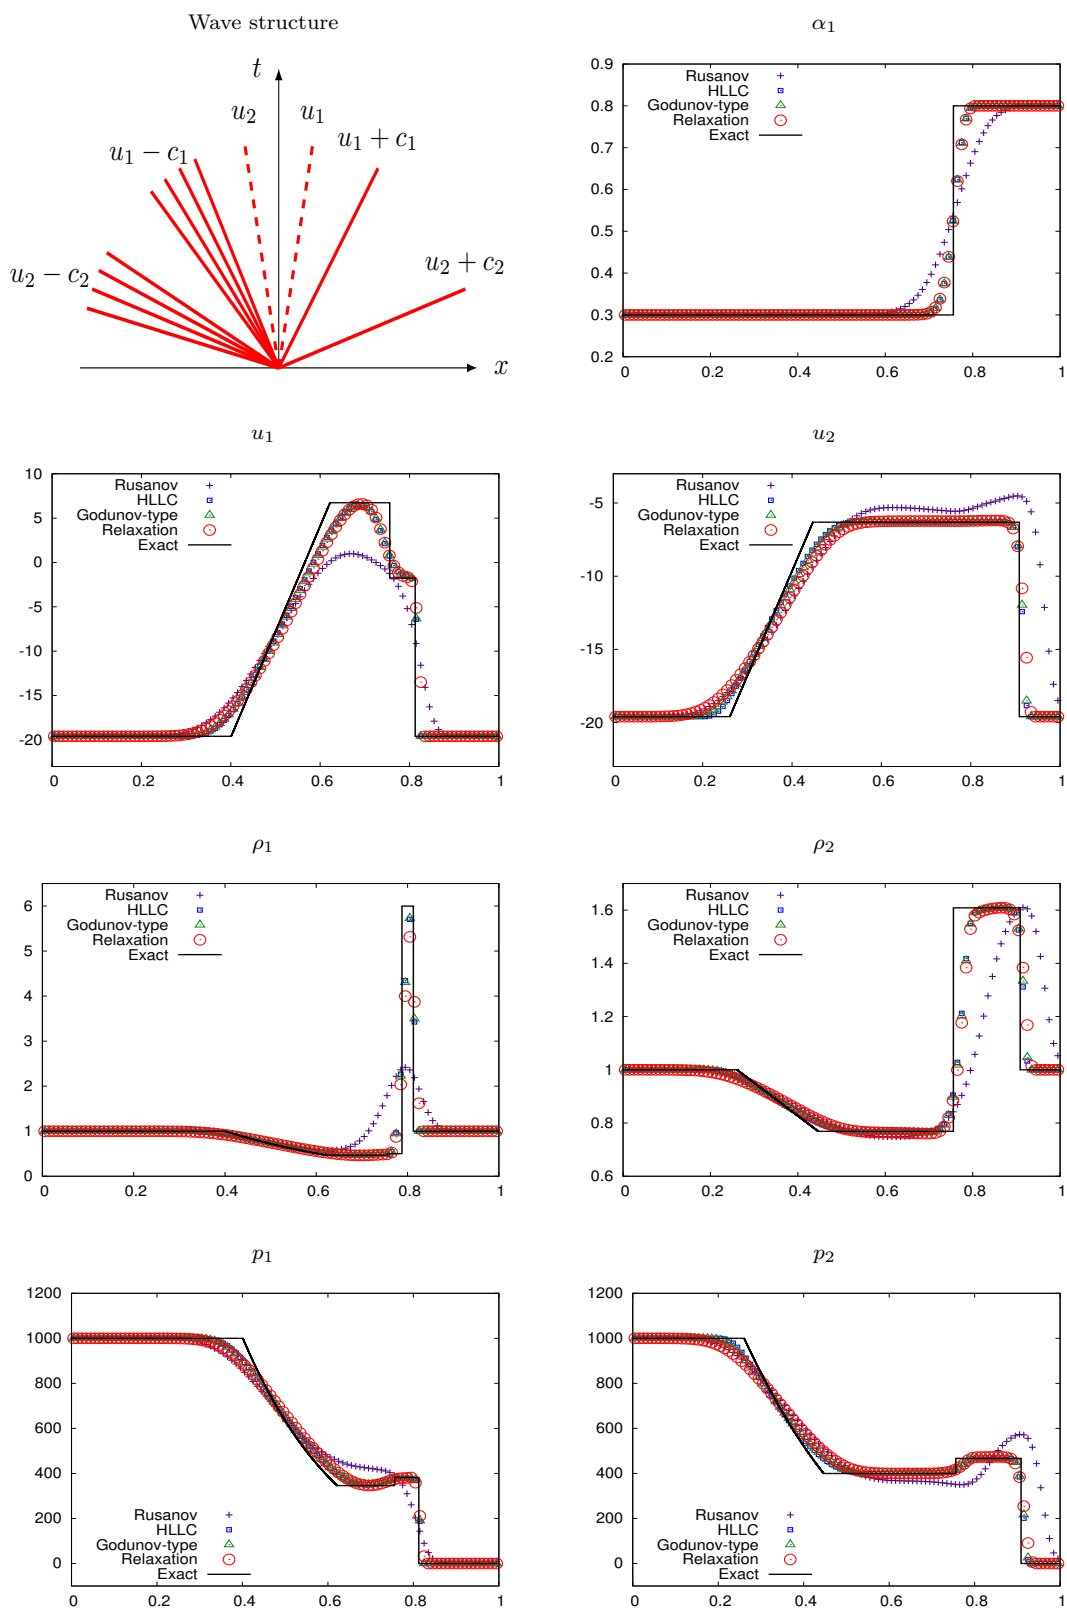 Wave structure
t
u₂
u₁
u₁ − c₁
u₁ + c₁
u₂ − c₂
u₂ + c₂
x
α₁
0.9
0.8
0.7
0.6
0.5
0.4
0.3
0.2
Rusanov
HLLC
Godunov-type
Relaxation
Exact
0 0.2 0.4 0.6 0.8 1
u₁
10
5
0
-5
-10
-15
-20
Rusanov
HLLC
Godunov-type
Relaxation
Exact
0 0.2 0.4 0.6 0.8 1
u₂
-5
-10
-15
-20
Rusanov
HLLC
Godunov-type
Relaxation
Exact
0 0.2 0.4 0.6 0.8 1
ρ₁
6
5
4
3
2
1
0
Rusanov
HLLC
Godunov-type
Relaxation
Exact
0 0.2 0.4 0.6 0.8 1
ρ₂
1.6
1.4
1.2
1
0.8
0.6
Rusanov
HLLC
Godunov-type
Relaxation
Exact
0 0.2 0.4 0.6 0.8 1
p₁
1200
1000
800
600
400
200
0
Rusanov
HLLC
Godunov-type
Relaxation
Exact
0 0.2 0.4 0.6 0.8 1
p₂
1200
1000
800
600
400
200
0
Rusanov
HLLC
Godunov-type
Relaxation
Exact
0 0.2 0.4 0.6 0.8 1